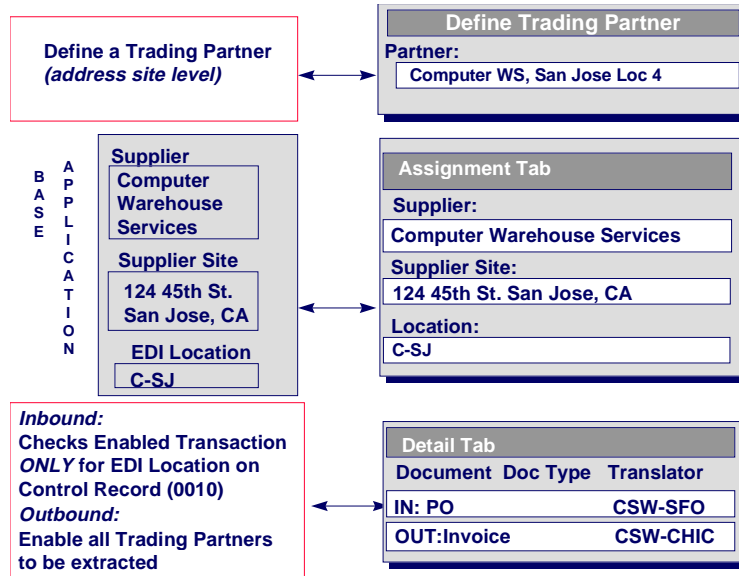 Define a Trading Partner
(address site level)
Define Trading Partner
Partner:
Computer WS, San Jose Loc 4
BASE
APPLICATION
Supplier
Computer
Warehouse
Services
Supplier Site
124 45th St.
San Jose, CA
EDI Location
C-SJ
Assignment Tab
Supplier:
Computer Warehouse Services
Supplier Site:
124 45th St. San Jose, CA
Location:
C-SJ
Inbound:
Checks Enabled Transaction
ONLY for EDI Location on
Control Record (0010)
Outbound:
Enable all Trading Partners
to be extracted
Detail Tab
Document Doc Type Translator
IN: PO CSW-SFO
OUT:Invoice CSW-CHIC